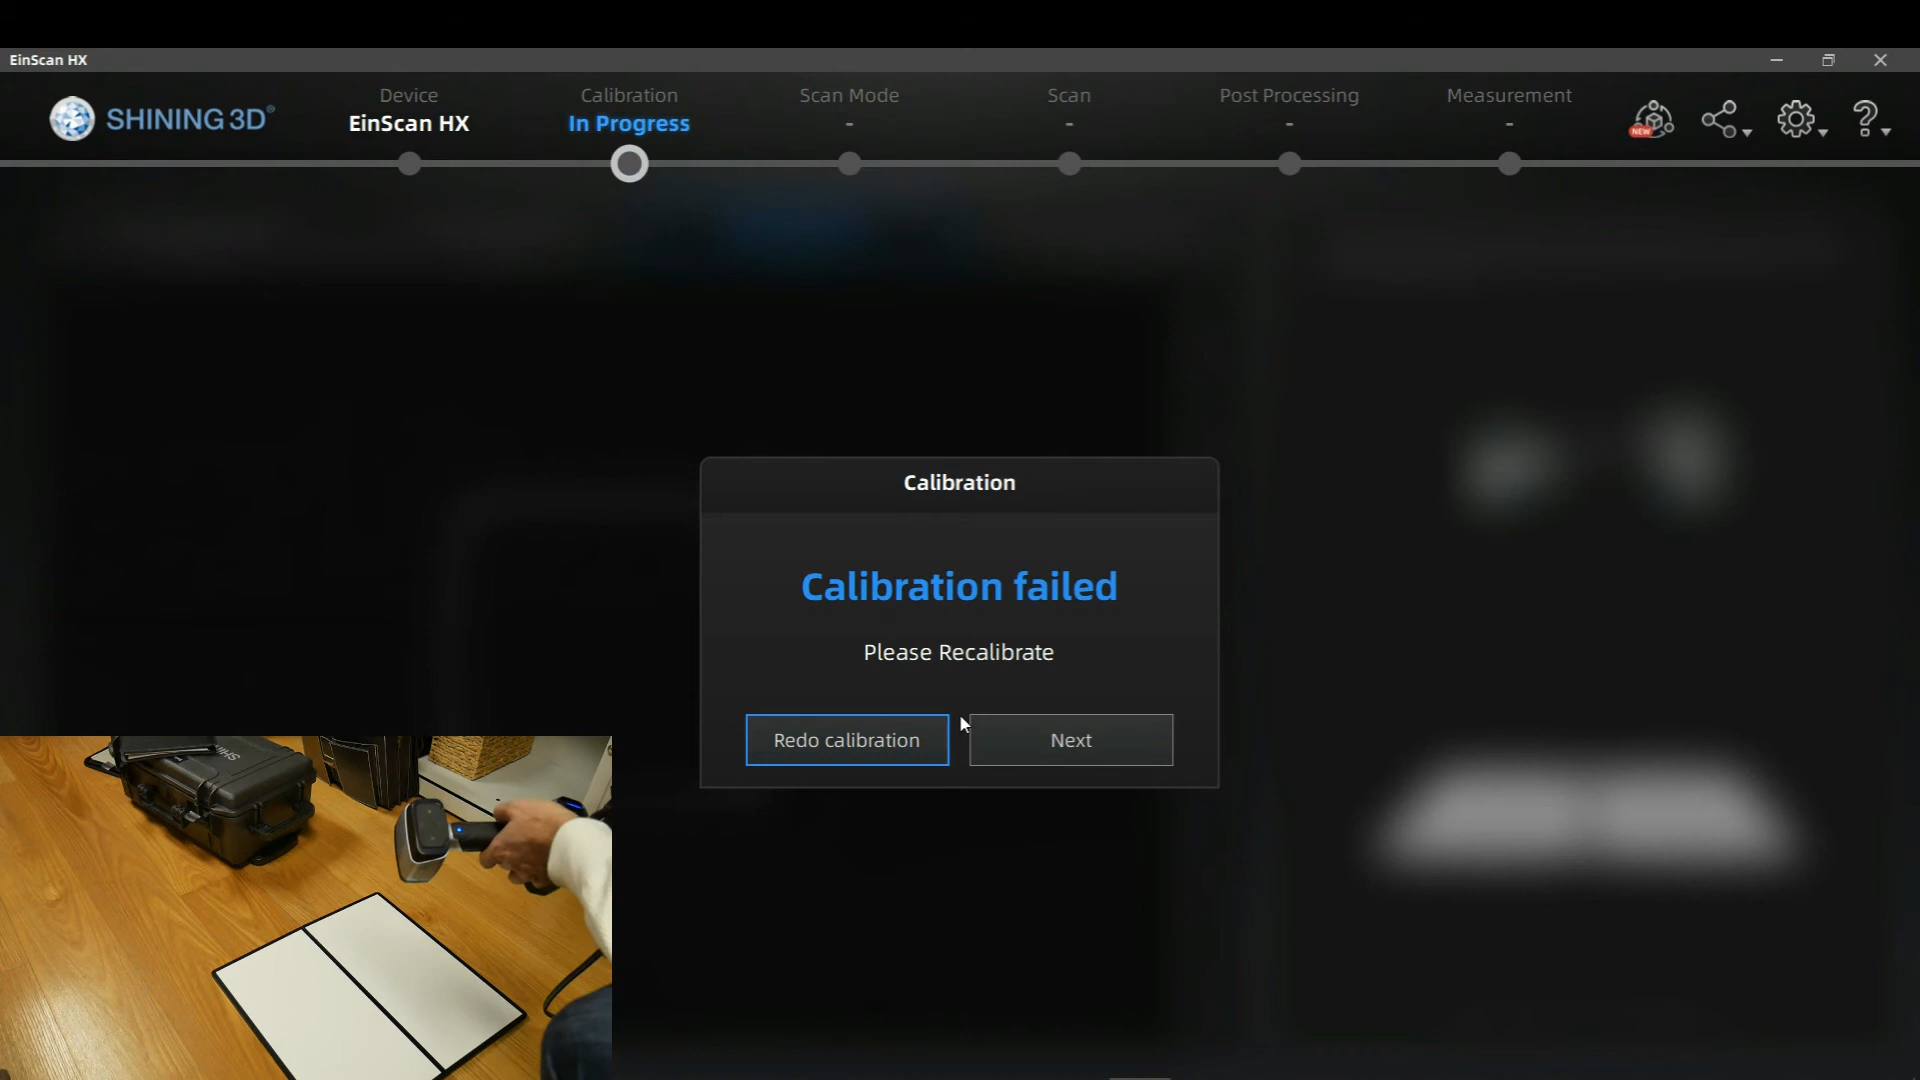 EinScan HX
SHINING 3D®
Device
EinScan HX
Calibration
In Progress
Scan Mode
-
Scan
-
Post Processing
-
Measurement
-
NEW
?
Calibration
Calibration failed
Please Recalibrate
Redo calibration
Next